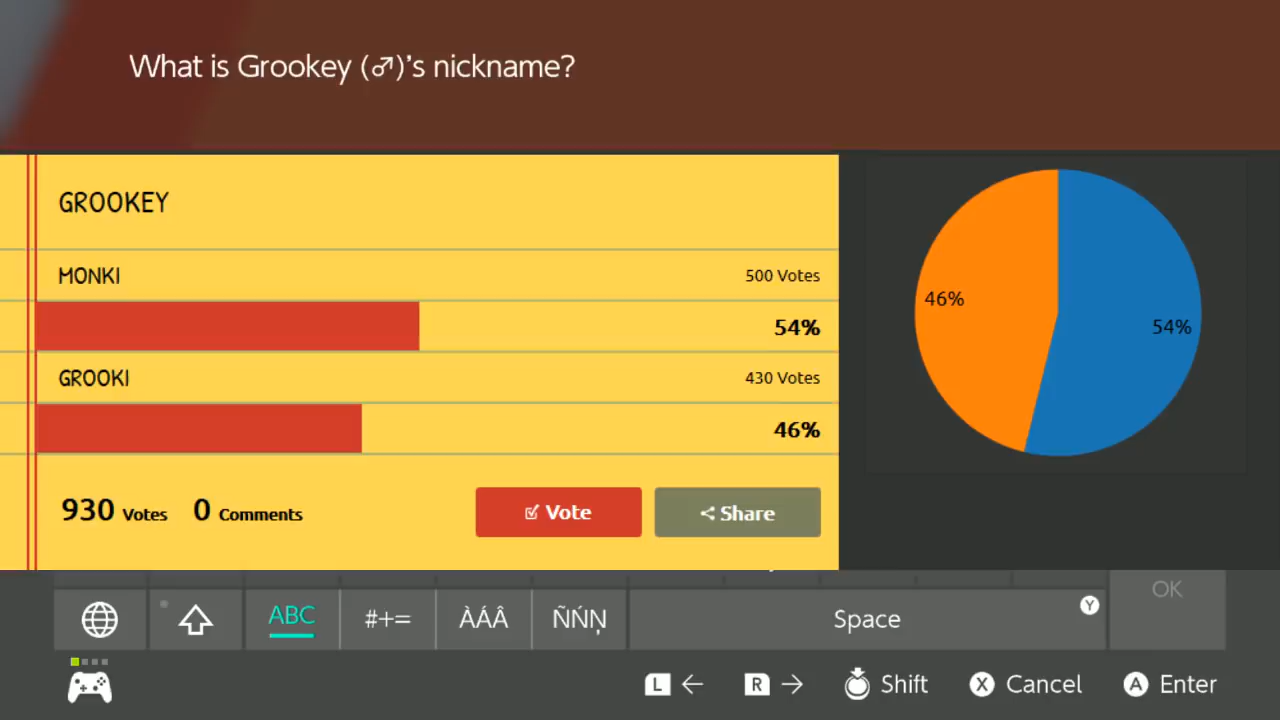 What is Grookey (♂)'s nickname?
GROOKEY
MONKI 500 Votes
54%
GROOKI 430 Votes
46%
930 Votes 0 Comments Vote Share
46%
54%
ABC #+= ÀÁÂ ÑŃŅ Space Y OK
L ← R → Shift X Cancel A Enter